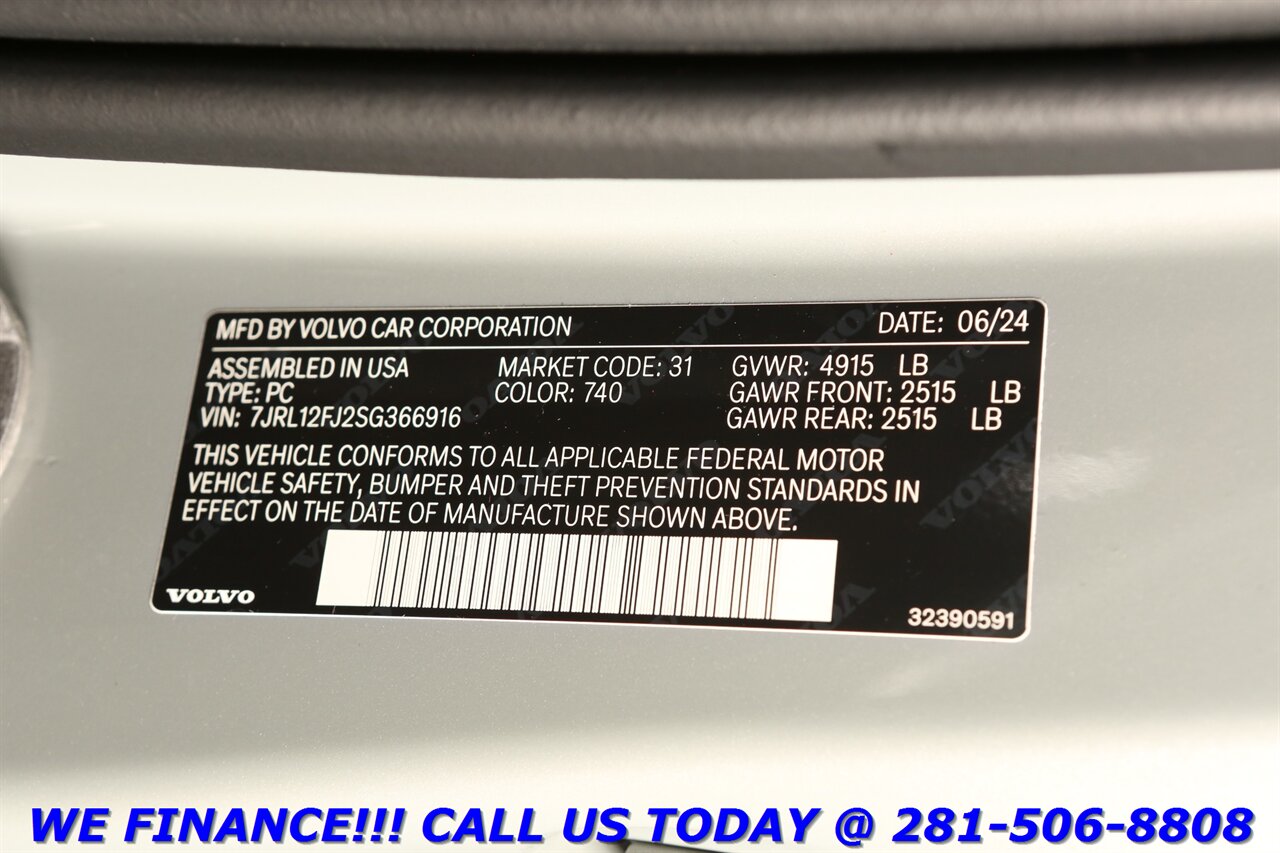 MFD BY VOLVO CAR CORPORATION DATE: 06/24
ASSEMBLED IN USA MARKET CODE: 31 GVWR: 4915 LB
TYPE: PC COLOR: 740 GAWR FRONT: 2515 LB
VIN: 7JRL12FJ2SG366916 GAWR REAR: 2515 LB
THIS VEHICLE CONFORMS TO ALL APPLICABLE FEDERAL MOTOR
VEHICLE SAFETY, BUMPER AND THEFT PREVENTION STANDARDS IN
EFFECT ON THE DATE OF MANUFACTURE SHOWN ABOVE.
VOLVO 32390591
WE FINANCE!!! CALL US TODAY @ 281-506-8808